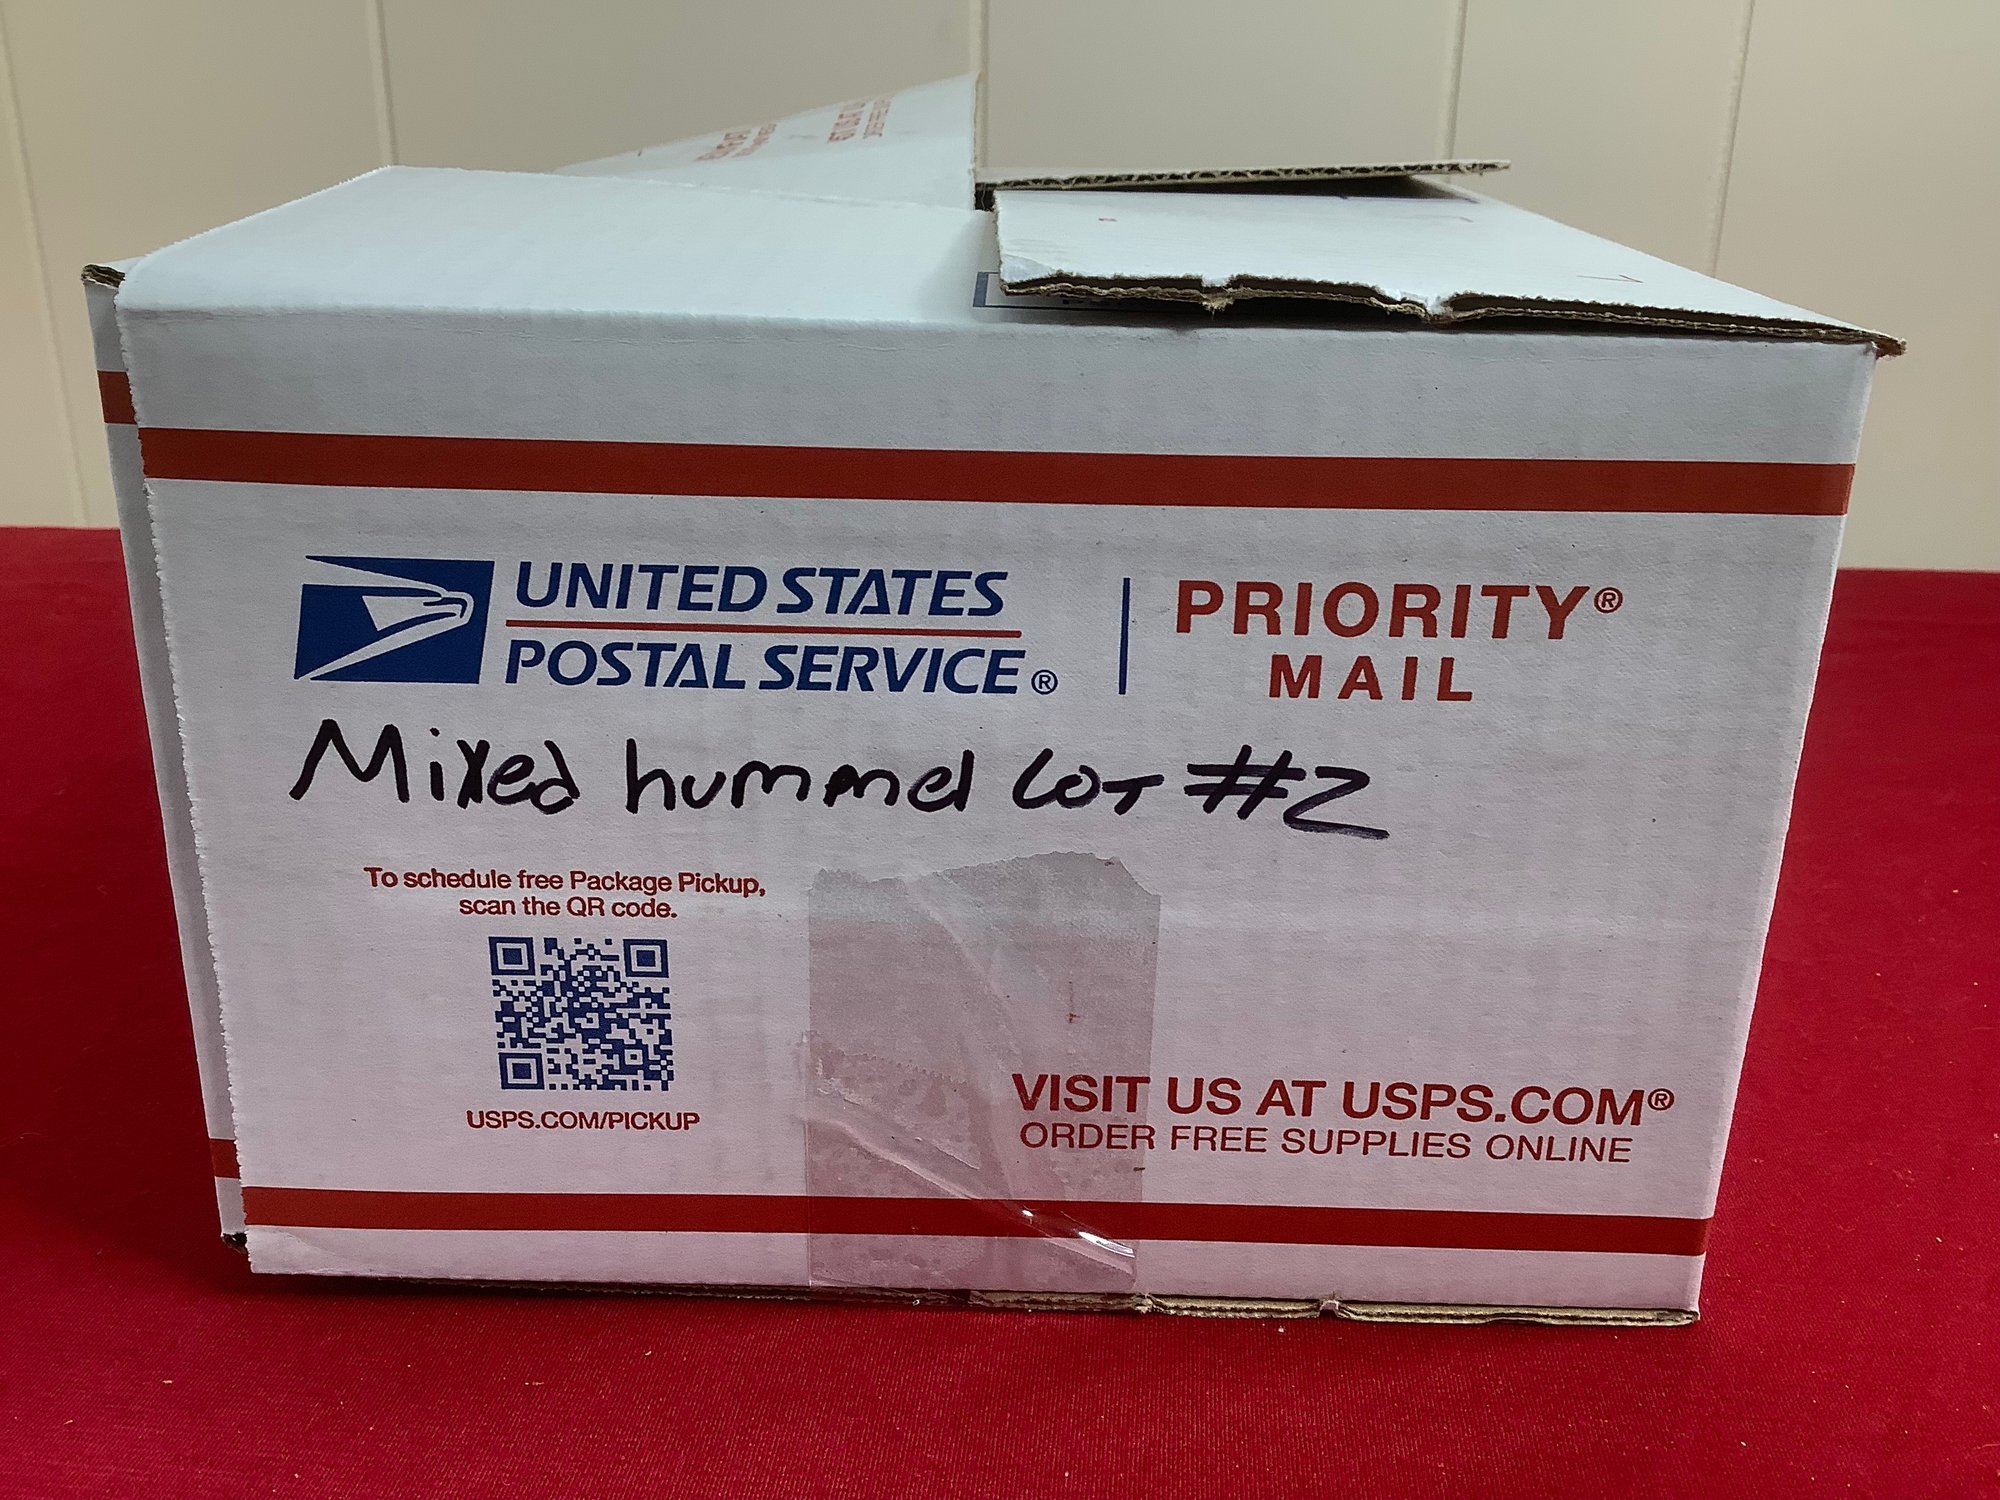 UNITED STATES
POSTAL SERVICE®
PRIORITY®
MAIL
Mixed hummel Lot #2
To schedule free Package Pickup,
scan the QR code.
USPS.COM/PICKUP
VISIT US AT USPS.COM®
ORDER FREE SUPPLIES ONLINE